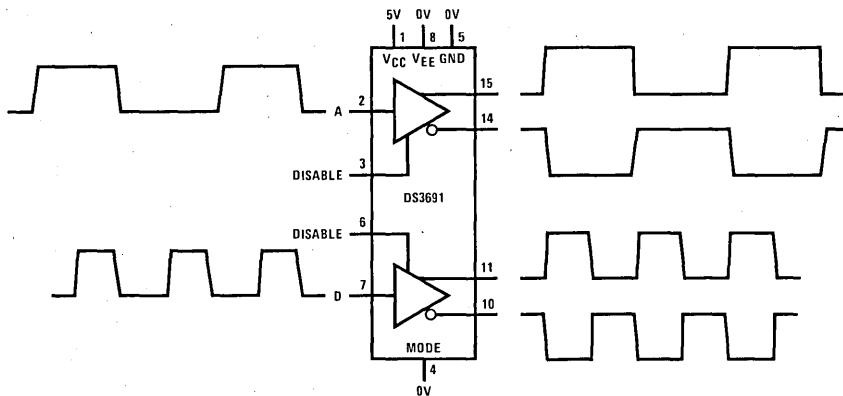 5V 0V 0V
1 8 5
VCC VEE GND
15
A 2
14
3
DISABLE
DS3691
DISABLE 6
11
D 7
10
MODE
4
0V